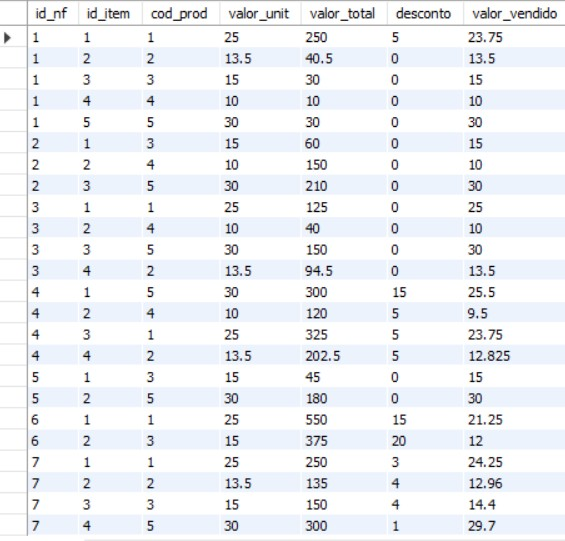 id_nf id_item cod_prod valor_unit valor_total desconto valor_vendido
1 1 1 25 250 5 23.75
1 2 2 13.5 40.5 0 13.5
1 3 3 15 30 0 15
1 4 4 10 10 0 10
1 5 5 30 30 0 30
2 1 3 15 60 0 15
2 2 4 10 150 0 10
2 3 5 30 210 0 30
3 1 1 25 125 0 25
3 2 4 10 40 0 10
3 3 5 30 150 0 30
3 4 2 13.5 94.5 0 13.5
4 1 5 30 300 15 25.5
4 2 4 10 120 5 9.5
4 3 1 25 325 5 23.75
4 4 2 13.5 202.5 5 12.825
5 1 3 15 45 0 15
5 2 5 30 180 0 30
6 1 1 25 550 15 21.25
6 2 3 15 375 20 12
7 1 1 25 250 3 24.25
7 2 2 13.5 135 4 12.96
7 3 3 15 150 4 14.4
7 4 5 30 300 1 29.7